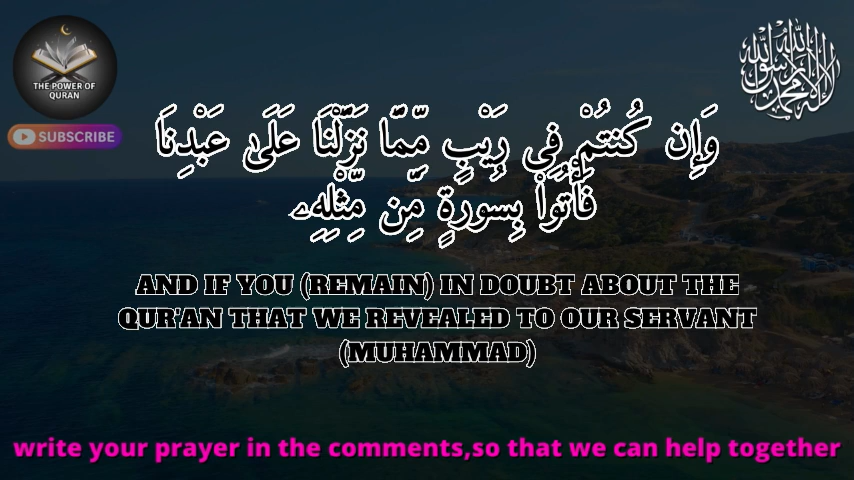 THE POWER OF
QURAN
SUBSCRIBE
وَإِن كُنتُمْ فِي رَيْبٍ مِّمَّا نَزَّلْنَا عَلَىٰ عَبْدِنَا
فَأْتُوا۟ بِسُورَةٍ مِّن مِّثْلِهِۦ
AND IF YOU (REMAIN) IN DOUBT ABOUT THE
QUR'AN THAT WE REVEALED TO OUR SERVANT
(MUHAMMAD)
write your prayer in the comments,so that we can help together